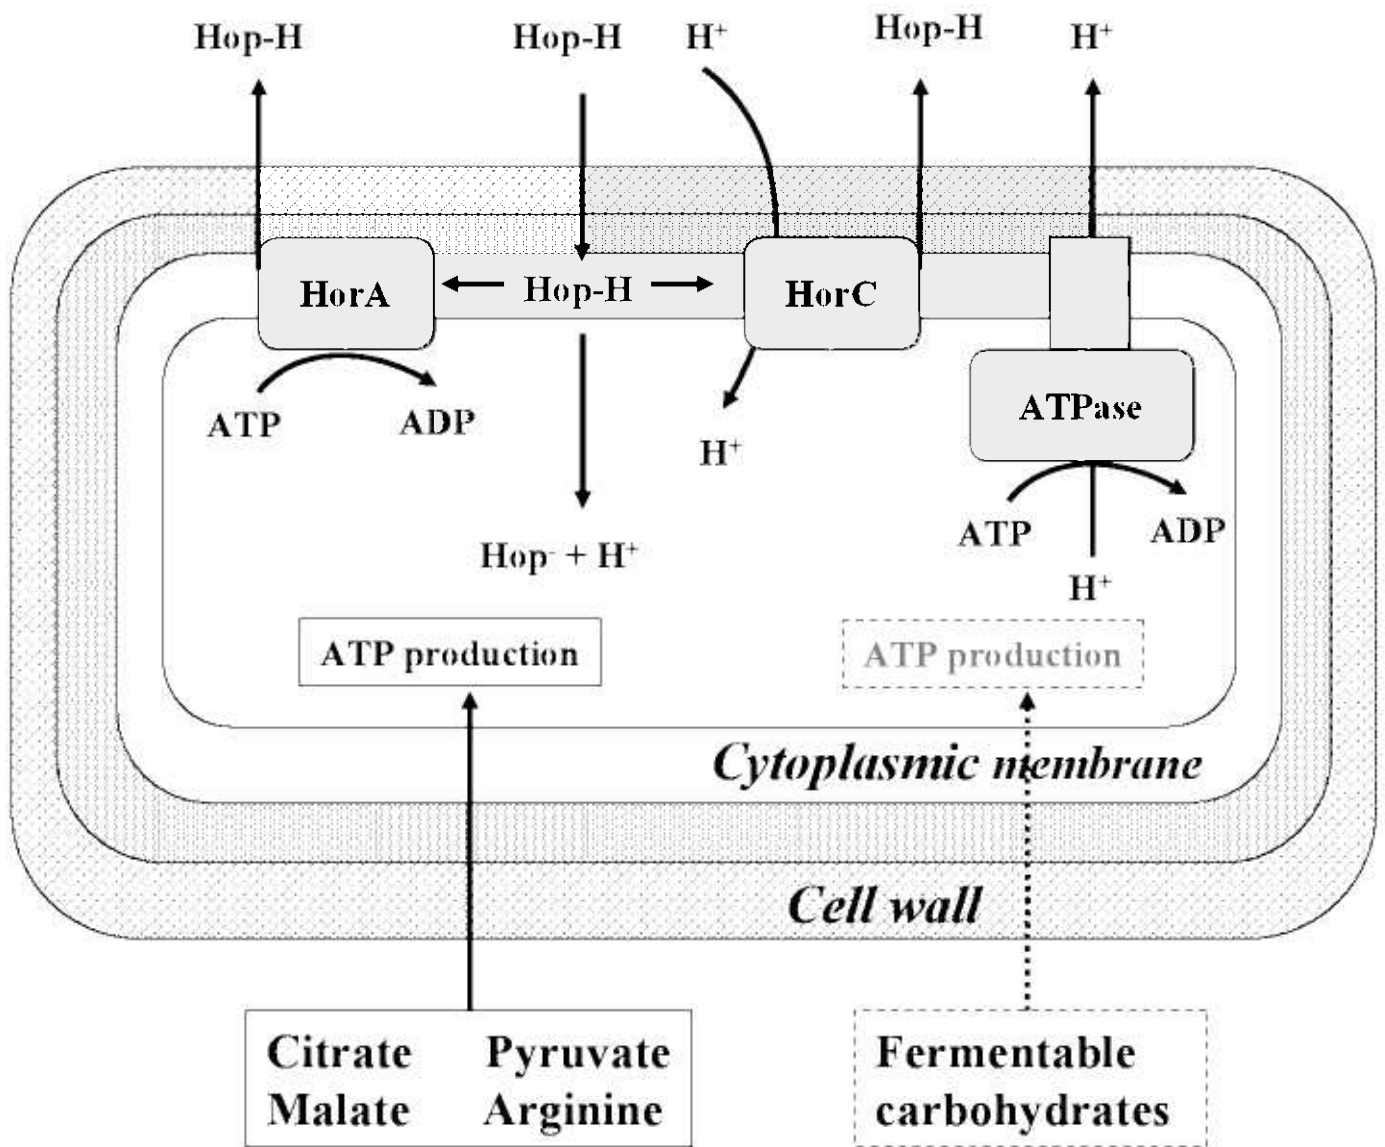 Hop-H
Hop-H
H⁺
Hop-H
H⁺
HorA
Hop-H
HorC
ATP
ADP
H⁺
ATPase
ATP
ADP
Hop⁻ + H⁺
H⁺
ATP production
ATP production
Cytoplasmic membrane
Cell wall
Citrate Pyruvate
Malate Arginine
Fermentable
carbohydrates